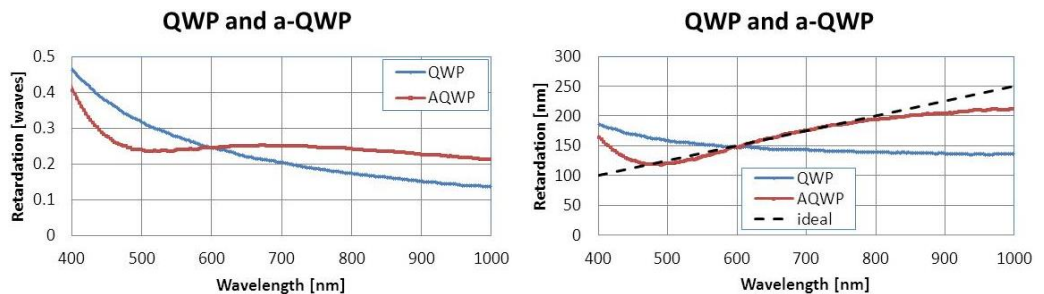 QWP and a-QWP
Retardation [waves]
0.5
0.4
0.3
0.2
0.1
0
QWP
AQWP
400 500 600 700 800 900 1000
Wavelength [nm]
QWP and a-QWP
Retardation [nm]
300
250
200
150
100
50
0
QWP
AQWP
ideal
400 500 600 700 800 900 1000
Wavelength [nm]